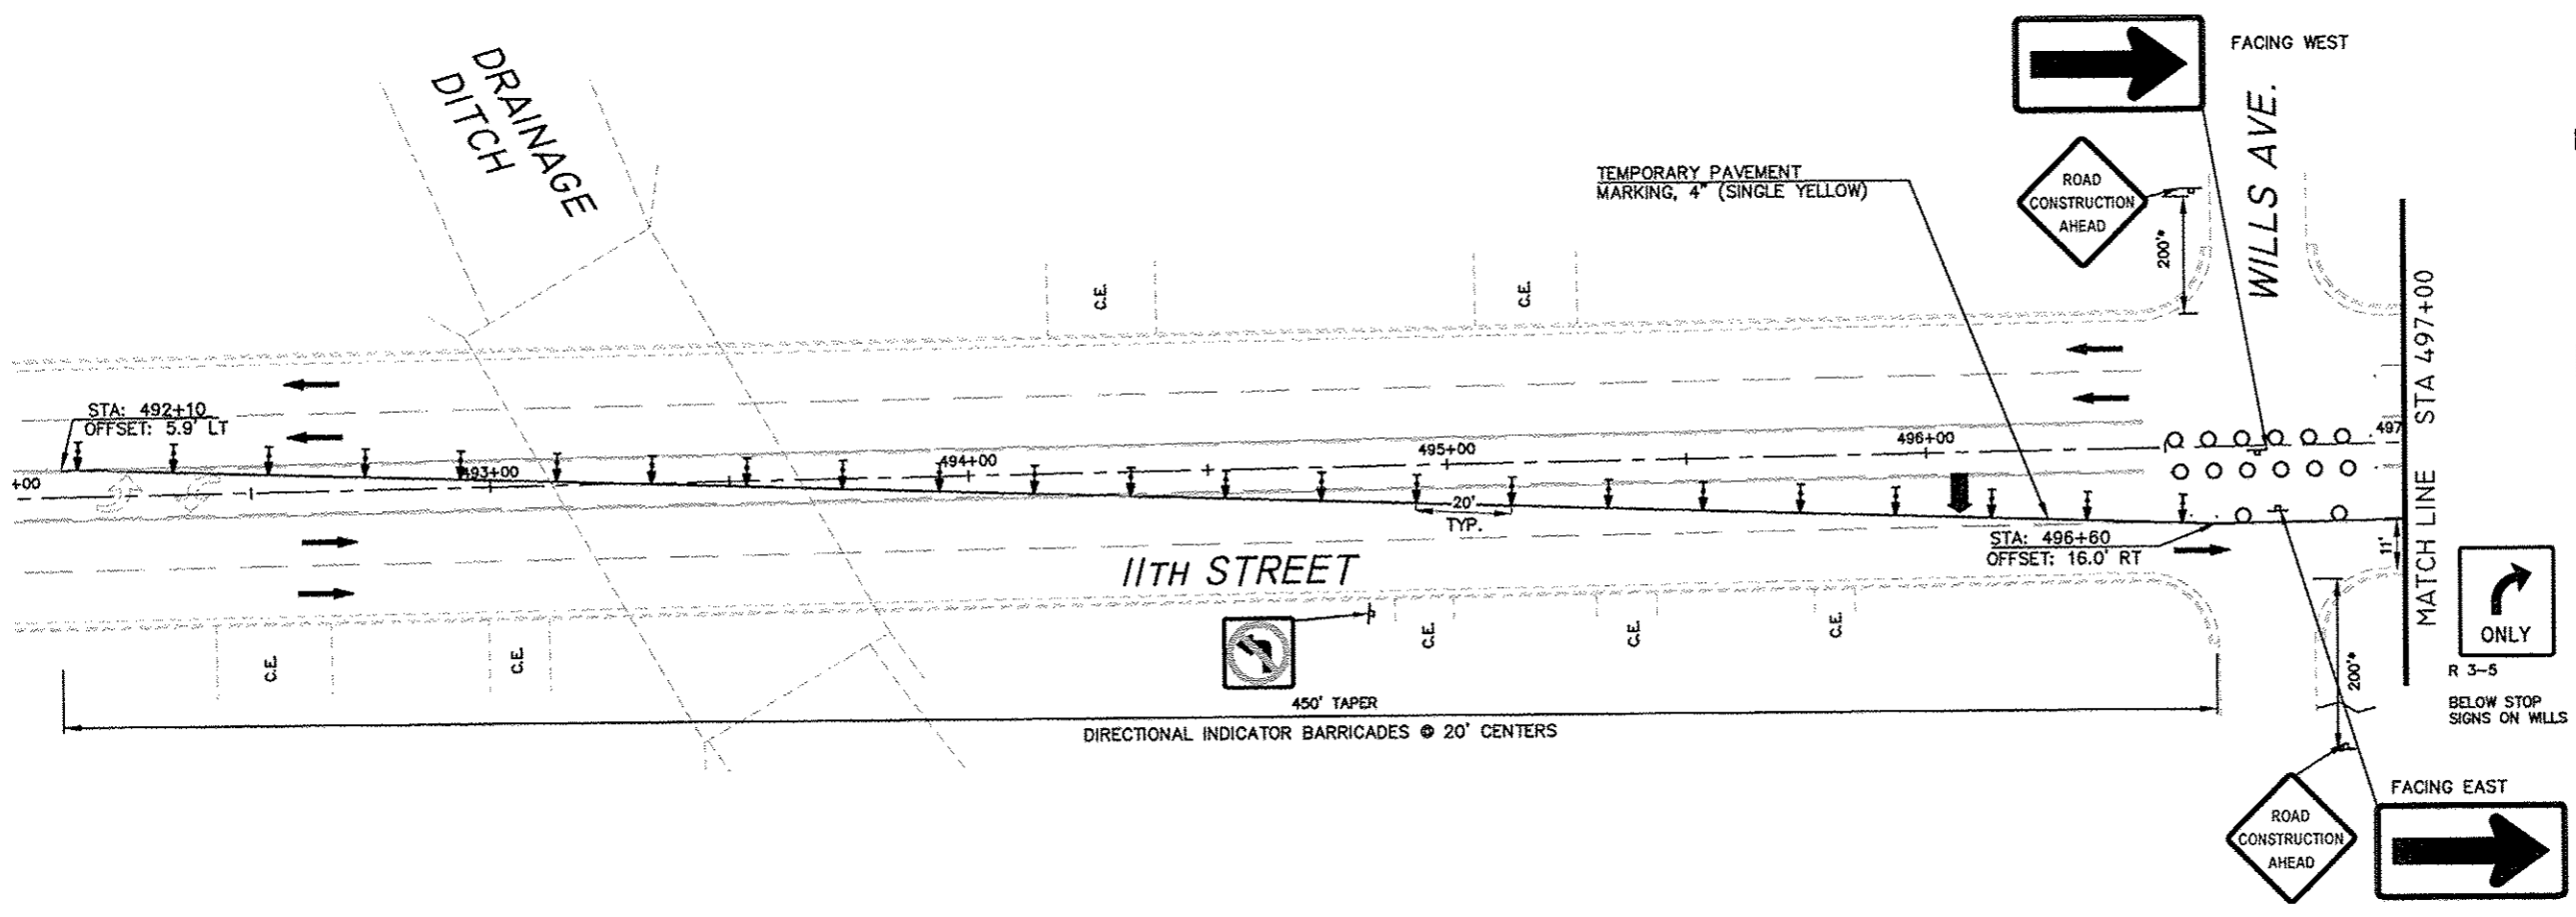 FACING WEST
DRAINAGE
DITCH
WILLS AVE.
TEMPORARY PAVEMENT
MARKING, 4" (SINGLE YELLOW)
ROAD
CONSTRUCTION
AHEAD
200'*
C.E.
C.E.
MATCH LINE STA 497+00
STA: 492+10
OFFSET: 5.9' LT
+00
493+00
494+00
495+00
496+00
497
20'
TYP.
STA: 496+60
OFFSET: 16.0' RT
11'
11TH STREET
C.E.
C.E.
C.E.
C.E.
C.E.
ONLY
R 3-5
BELOW STOP
SIGNS ON WILLS
200'*
450' TAPER
DIRECTIONAL INDICATOR BARRICADES @ 20' CENTERS
FACING EAST
ROAD
CONSTRUCTION
AHEAD